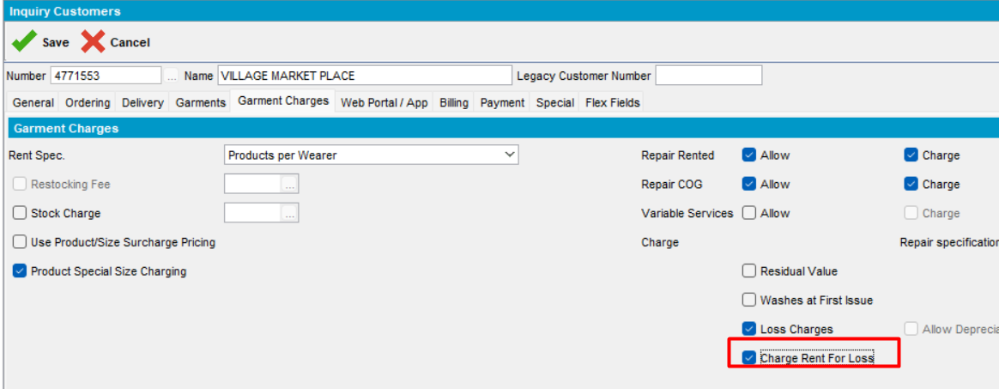 Inquiry Customers
Save Cancel
Number 4771553 ... Name VILLAGE MARKET PLACE Legacy Customer Number
General Ordering Delivery Garments Garment Charges Web Portal / App Billing Payment Special Flex Fields
Garment Charges
Rent Spec. Products per Wearer Repair Rented Allow Charge
Restocking Fee ... Repair COG Allow Charge
Stock Charge ... Variable Services Allow Charge
Use Product/Size Surcharge Pricing Charge Repair specification
Product Special Size Charging Residual Value
Washes at First Issue
Loss Charges Allow Deprecia
Charge Rent For Loss